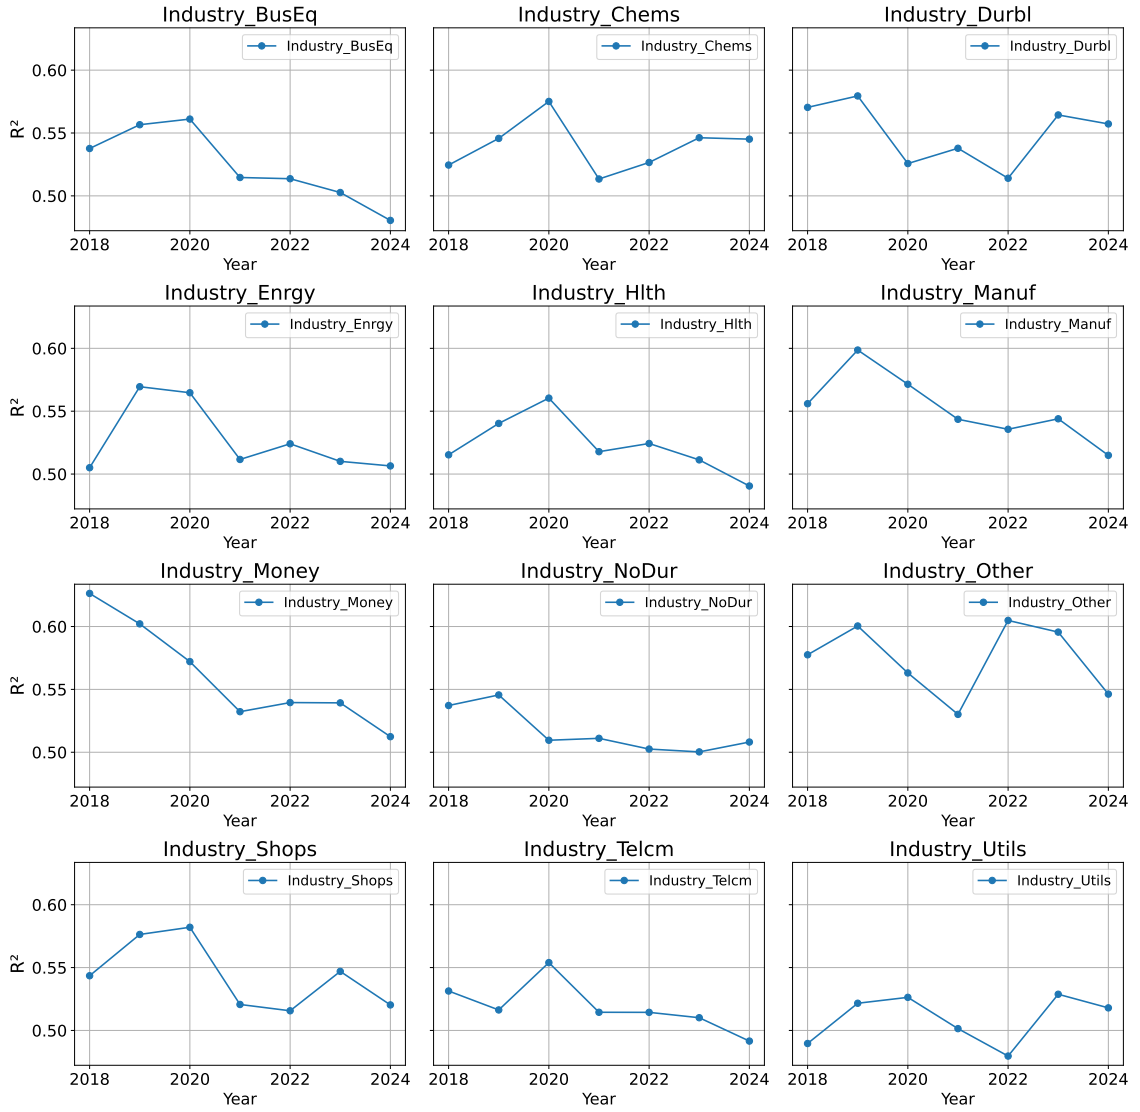 Industry_BusEq Industry_Chems Industry_Durbl
Industry_BusEq Industry_Chems Industry_Durbl
0.60
0.55
R²
0.50
2018 2020 2022 2024 2018 2020 2022 2024 2018 2020 2022 2024
Year Year Year
Industry_Enrgy Industry_Hlth Industry_Manuf
Industry_Enrgy Industry_Hlth Industry_Manuf
0.60
0.55
R²
0.50
2018 2020 2022 2024 2018 2020 2022 2024 2018 2020 2022 2024
Year Year Year
Industry_Money Industry_NoDur Industry_Other
Industry_Money Industry_NoDur Industry_Other
0.60
0.55
R²
0.50
2018 2020 2022 2024 2018 2020 2022 2024 2018 2020 2022 2024
Year Year Year
Industry_Shops Industry_Telcm Industry_Utils
Industry_Shops Industry_Telcm Industry_Utils
0.60
0.55
R²
0.50
2018 2020 2022 2024 2018 2020 2022 2024 2018 2020 2022 2024
Year Year Year